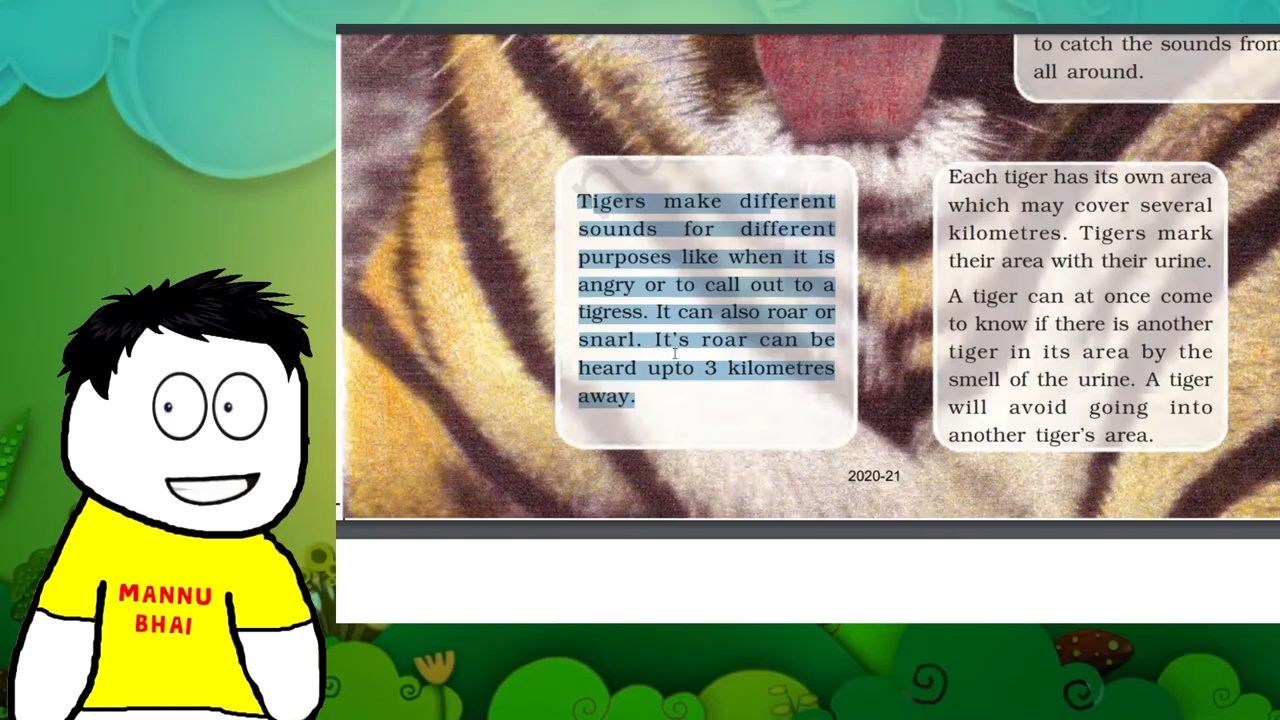 to catch the sounds from
all around.
Tigers make different
sounds for different
purposes like when it is
angry or to call out to a
tigress. It can also roar or
snarl. It's roar can be
heard upto 3 kilometres
away.
Each tiger has its own area
which may cover several
kilometres. Tigers mark
their area with their urine.
A tiger can at once come
to know if there is another
tiger in its area by the
smell of the urine. A tiger
will avoid going into
another tiger's area.
2020-21
MANNU
BHAI